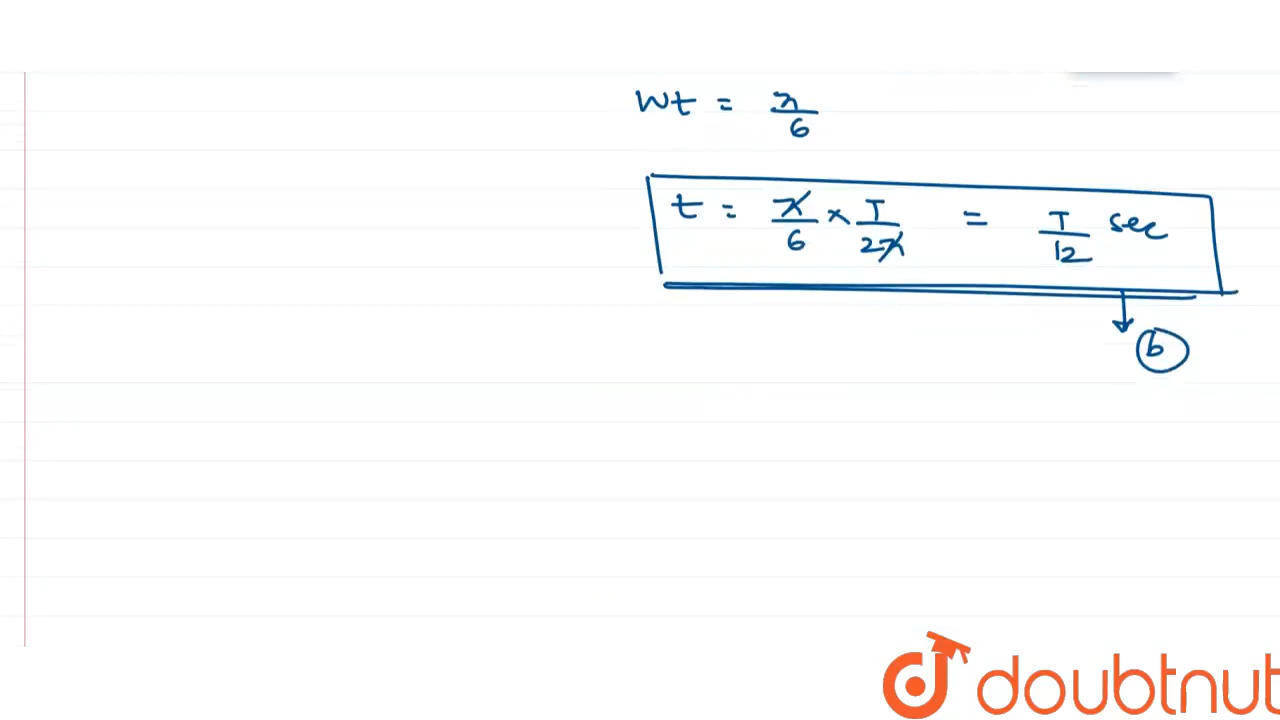 wt = π/6
t = π/6 × T/2π = T/12 sec
b
doubtnut